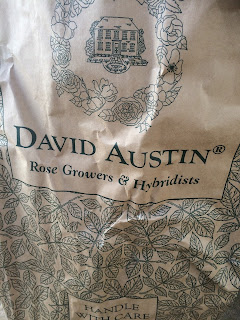 DAVID AUSTIN®
Rose Growers & Hybridists
HANDLE
WITH CARE